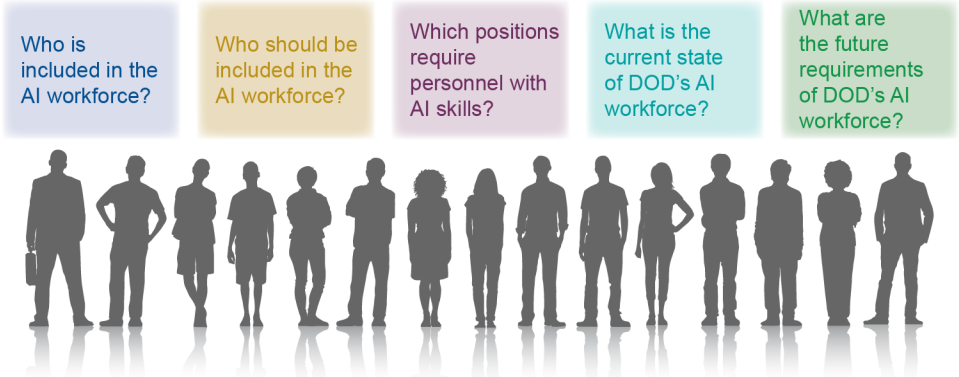 Who is
included in the
AI workforce?
Who should be
included in the
AI workforce?
Which positions
require
personnel with
AI skills?
What is the
current state
of DOD’s AI
workforce?
What are
the future
requirements
of DOD’s AI
workforce?